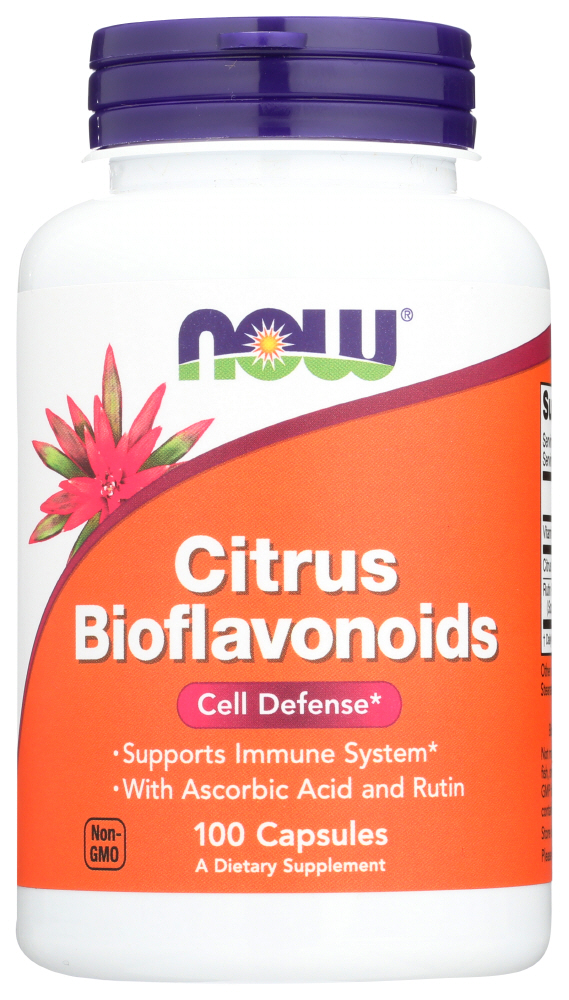 now®
Citrus
Bioflavonoids
Cell Defense*
•Supports Immune System*
•With Ascorbic Acid and Rutin
Non-
GMO
100 Capsules
A Dietary Supplement